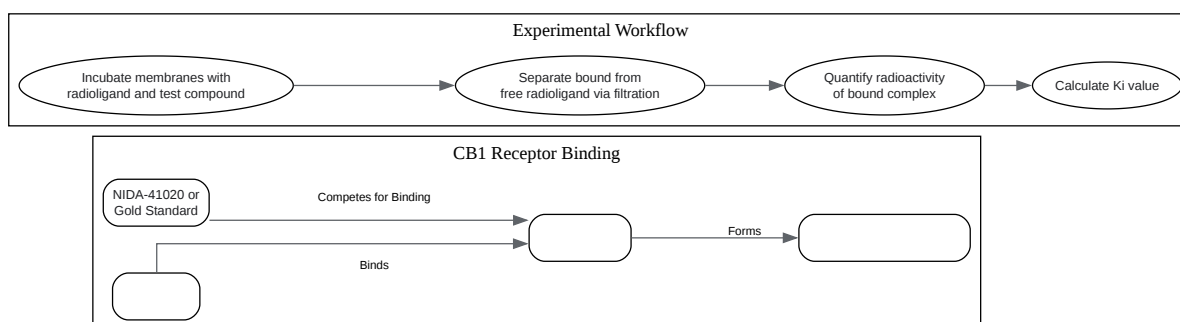 Experimental Workflow
Incubate membranes with
radioligand and test compound
Separate bound from
free radioligand via filtration
Quantify radioactivity
of bound complex
Calculate Ki value
CB1 Receptor Binding
NIDA-41020 or
Gold Standard
Competes for Binding
Binds
Forms